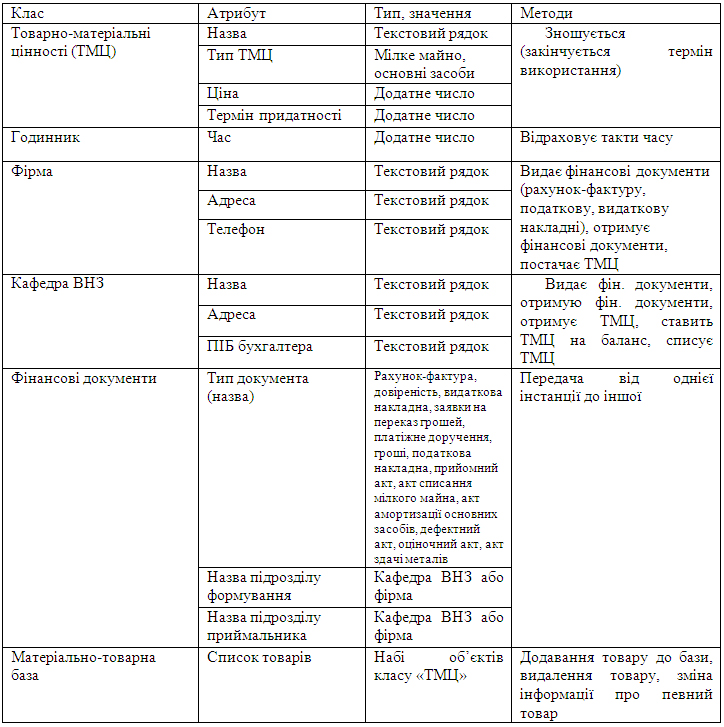 Клас Атрибут Тип, значення Методи
Товарно-матеріальні цінності (ТМЦ)
Назва Текстовий рядок
Зношується
(закінчується термін
використання)
Тип ТМЦ
Мілке майно,
основні засоби
Ціна Додатне число
Термін придатності Додатне число
Годинник Час Додатне число Відраховує такти часу
Фірма
Назва Текстовий рядок
Адреса Текстовий рядок
Телефон Текстовий рядок
Видає фінансові документи
(рахунок-фактуру,
податкову, видаткову
накладні), отримує
фінансові документи,
постачає ТМЦ
Кафедра ВНЗ
Назва Текстовий рядок
Адреса Текстовий рядок
ПІБ бухгалтера Текстовий рядок
Видає фін. документи,
отримую фін. документи,
отримує ТМЦ, ставить
ТМЦ на баланс, списує
ТМЦ
Фінансові документи
Тип документа
(назва)
Рахунок-фактура,
довіреність, видаткова
накладна, заявки на
переказ грошей,
платіжне доручення,
гроші, податкова
накладна, прийомний
акт, акт списання
мілкого майна, акт
амортизації основних
засобів, дефектний
акт, оціночний акт, акт
здачі металів
Передача від однієї
інстанції до іншої
Назва підрозділу
формування
Кафедра ВНЗ або
фірма
Назва підрозділу
приймальника
Кафедра ВНЗ або
фірма
Матеріально-товарна
база
Список товарів
Набі об’єктів
класу «ТМЦ»
Додавання товару до бази,
видалення товару, зміна
інформації про певний
товар